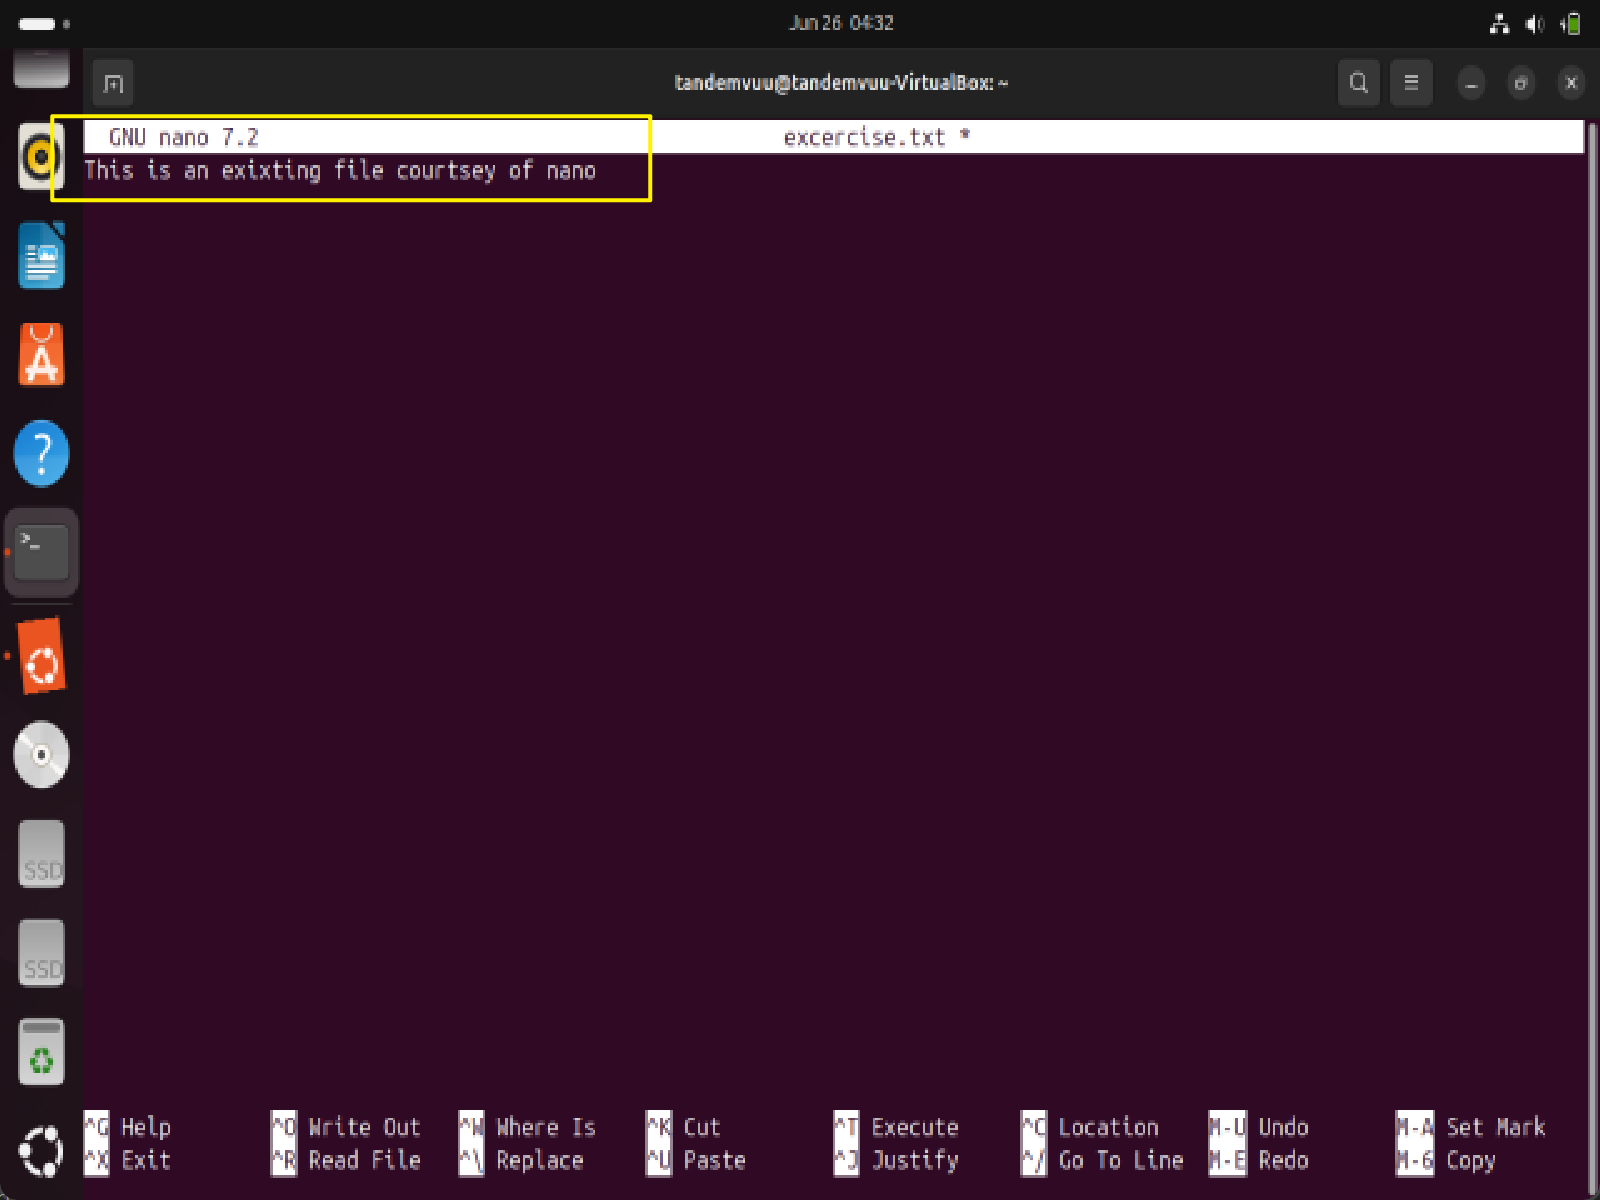 Jun 26 04:32
tandemvuu@tandemvuu-VirtualBox: ~
GNU nano 7.2 excercise.txt *
This is an exixting file courtsey of nano
>_
?
SSD
SSD
^G Help ^O Write Out ^W Where Is ^K Cut ^T Execute ^C Location M-U Undo M-A Set Mark
^X Exit ^R Read File ^\ Replace ^U Paste ^J Justify ^/ Go To Line M-E Redo M-6 Copy